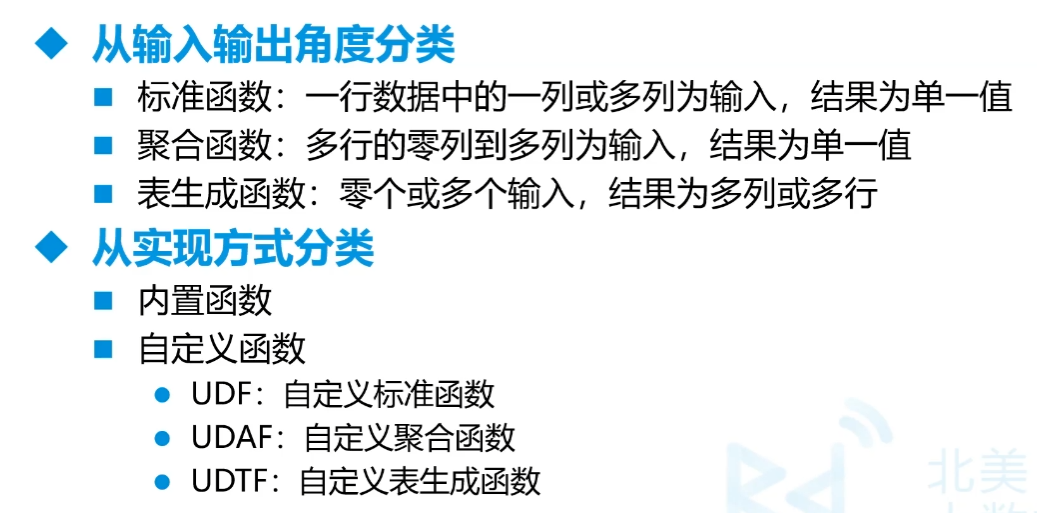 从输入输出角度分类
标准函数：一行数据中的一列或多列为输入，结果为单一值
聚合函数：多行的零列到多列为输入，结果为单一值
表生成函数：零个或多个输入，结果为多列或多行
从实现方式分类
内置函数
自定义函数
UDF：自定义标准函数
UDAF：自定义聚合函数
UDTF：自定义表生成函数
北美